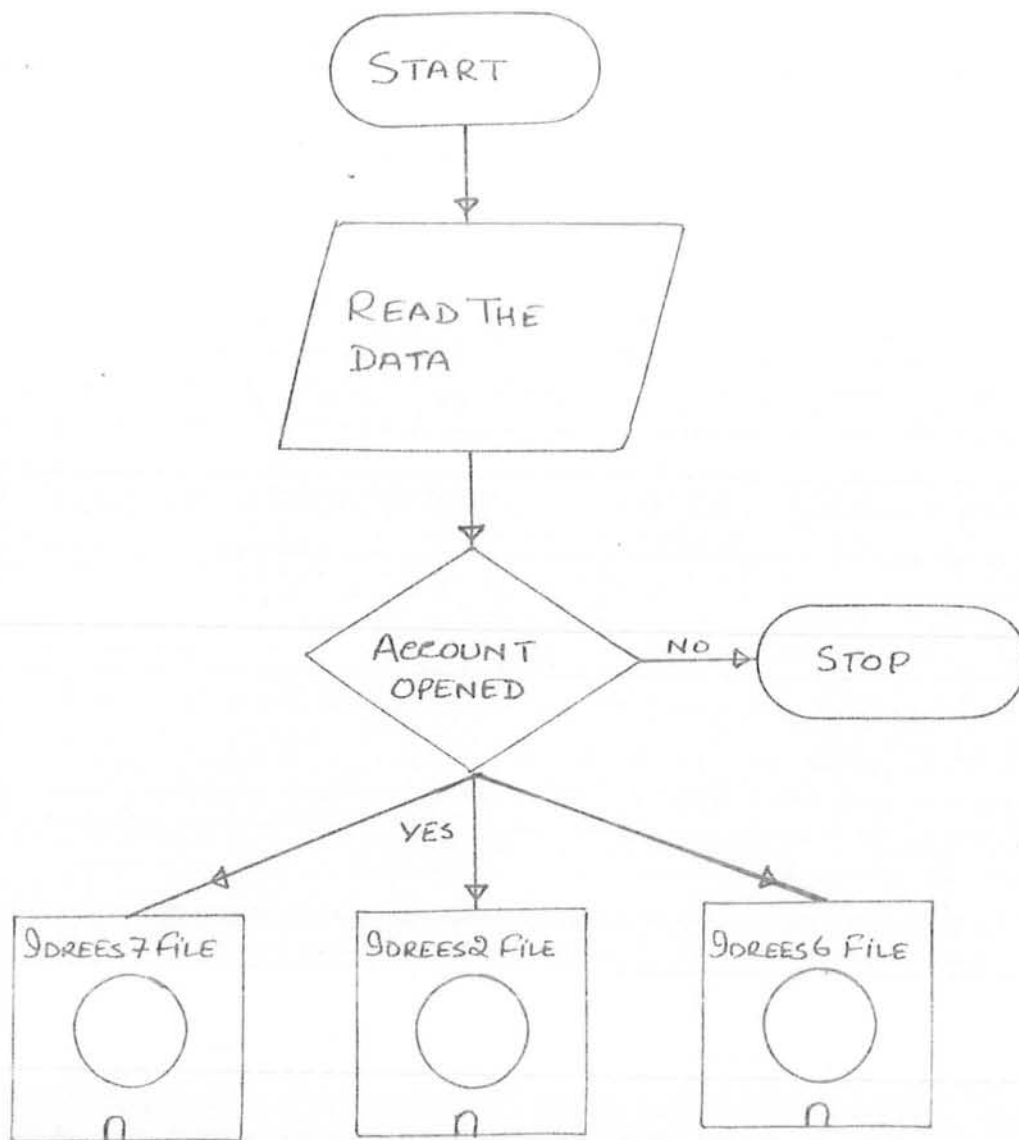 START
READ THE
DATA
ACCOUNT
OPENED
NO
STOP
YES
IDREES7 FILE
IDREES2 FILE
IDREES6 FILE